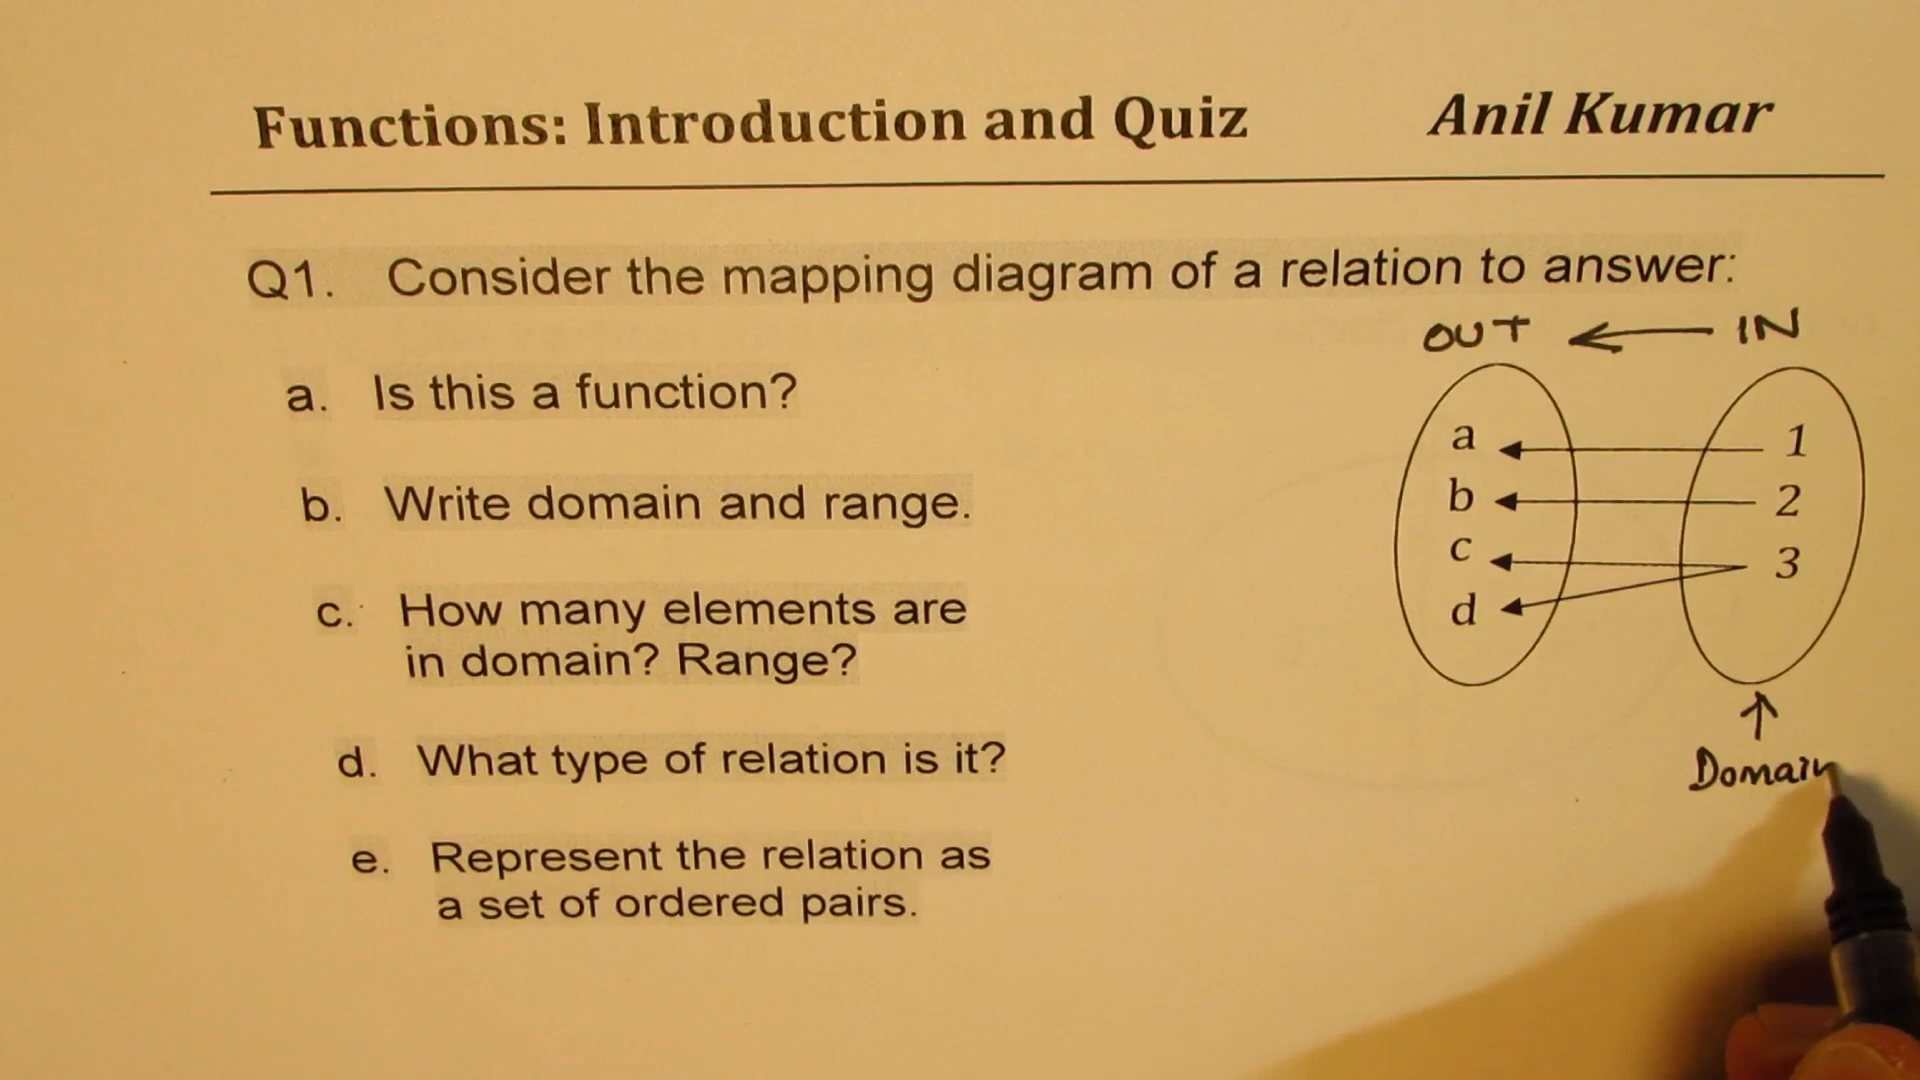 Functions: Introduction and Quiz Anil Kumar
Q1. Consider the mapping diagram of a relation to answer:
OUT ← IN
a. Is this a function?
a 1
b 2
b. Write domain and range.
c 3
d
c. How many elements are
in domain? Range?
↑
d. What type of relation is it?
Domain
e. Represent the relation as
a set of ordered pairs.